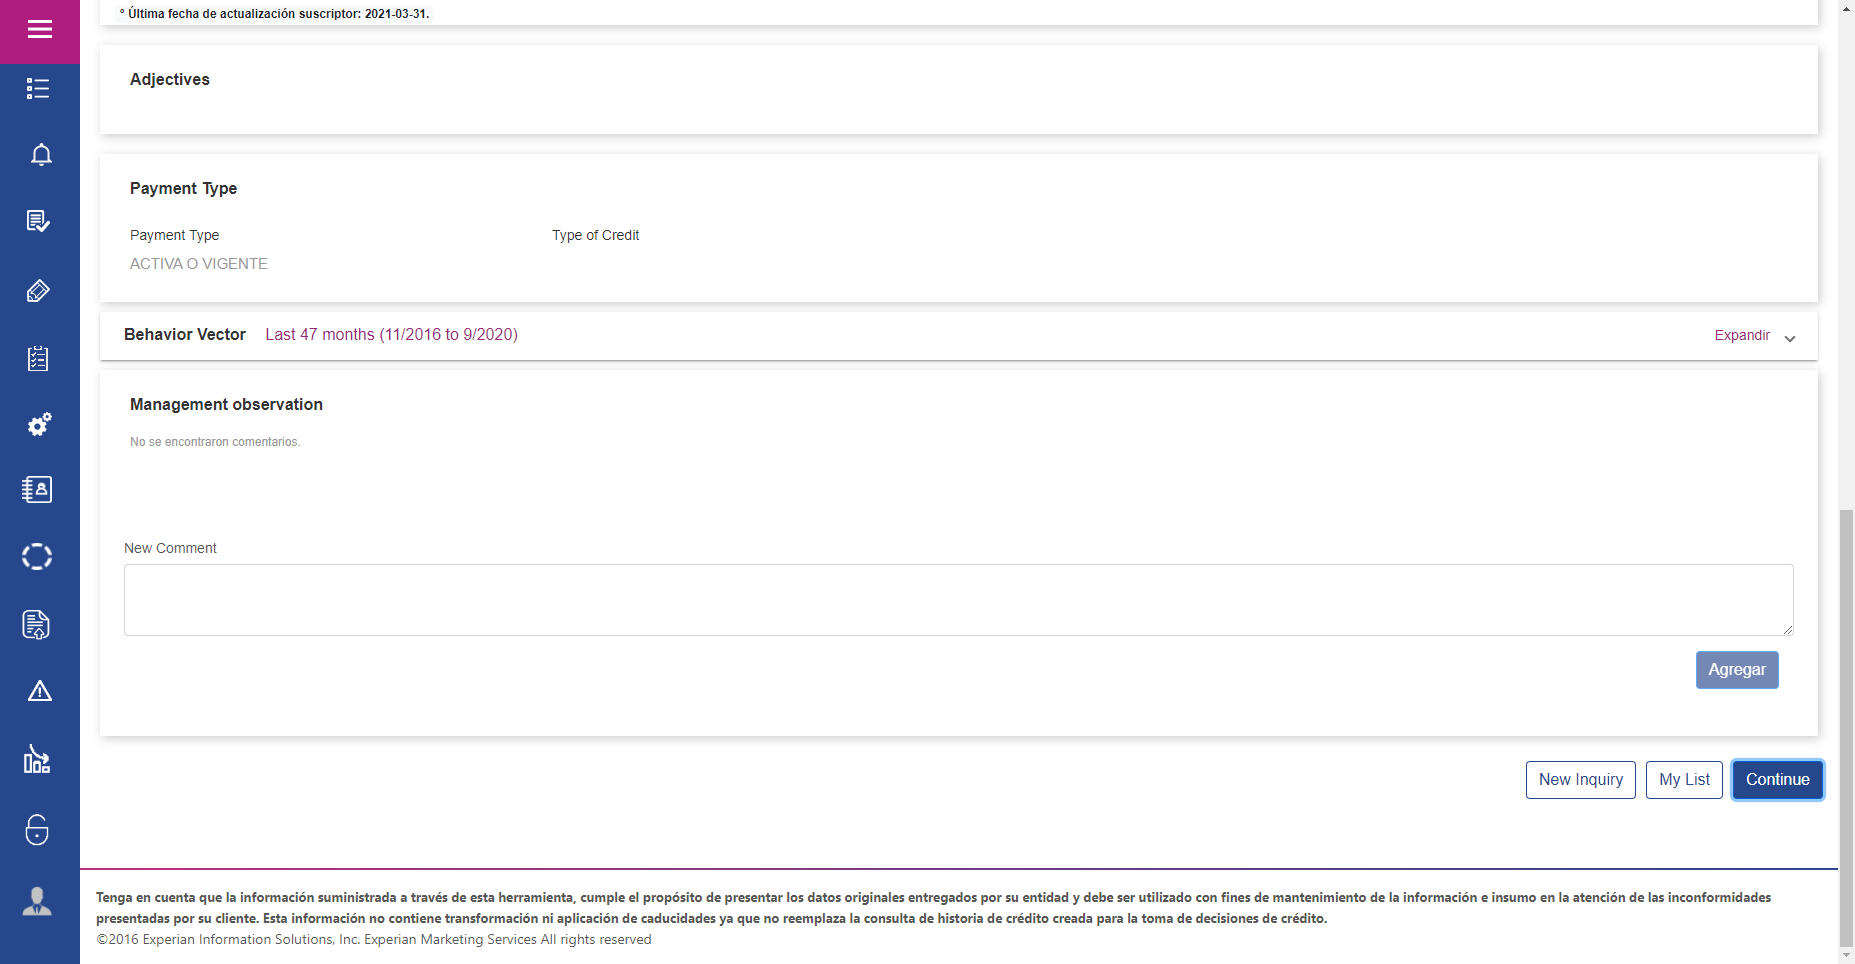 ° Última fecha de actualización suscriptor: 2021-03-31.
Adjectives
Payment Type
Payment Type
Type of Credit
ACTIVA O VIGENTE
Behavior Vector Last 47 months (11/2016 to 9/2020) Expandir
Management observation
No se encontraron comentarios.
New Comment
Agregar
New Inquiry My List Continue
Tenga en cuenta que la información suministrada a través de esta herramienta, cumple el propósito de presentar los datos originales entregados por su entidad y debe ser utilizado con fines de mantenimiento de la información e insumo en la atención de las inconformidades
presentadas por su cliente. Esta información no contiene transformación ni aplicación de caducidades ya que no reemplaza la consulta de historia de crédito creada para la toma de decisiones de crédito.
©2016 Experian Information Solutions, Inc. Experian Marketing Services All rights reserved